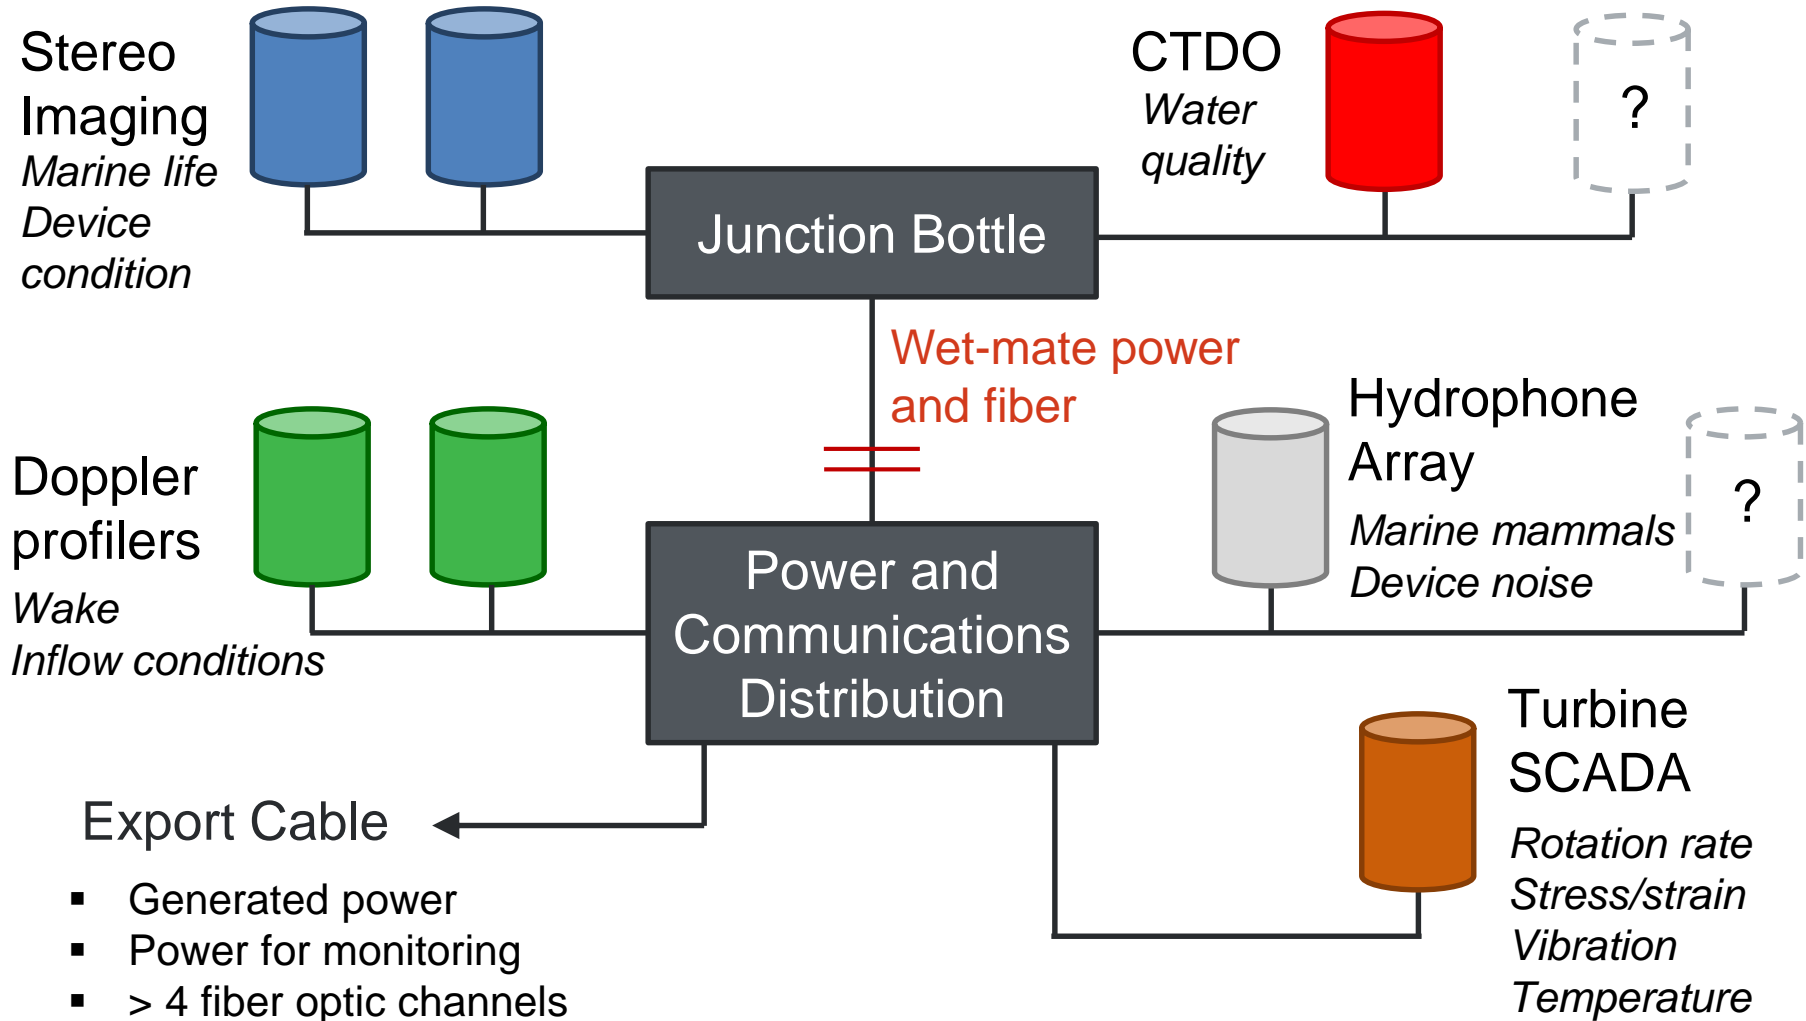 Stereo
Imaging
Marine life
Device
condition
CTDO
Water
quality
?
Junction Bottle
Wet-mate power
and fiber
Doppler
profilers
Wake
Inflow conditions
Hydrophone
Array
Marine mammals
Device noise
?
Power and
Communications
Distribution
Turbine
SCADA
Rotation rate
Stress/strain
Vibration
Temperature
Export Cable
▪ Generated power
▪ Power for monitoring
▪ > 4 fiber optic channels